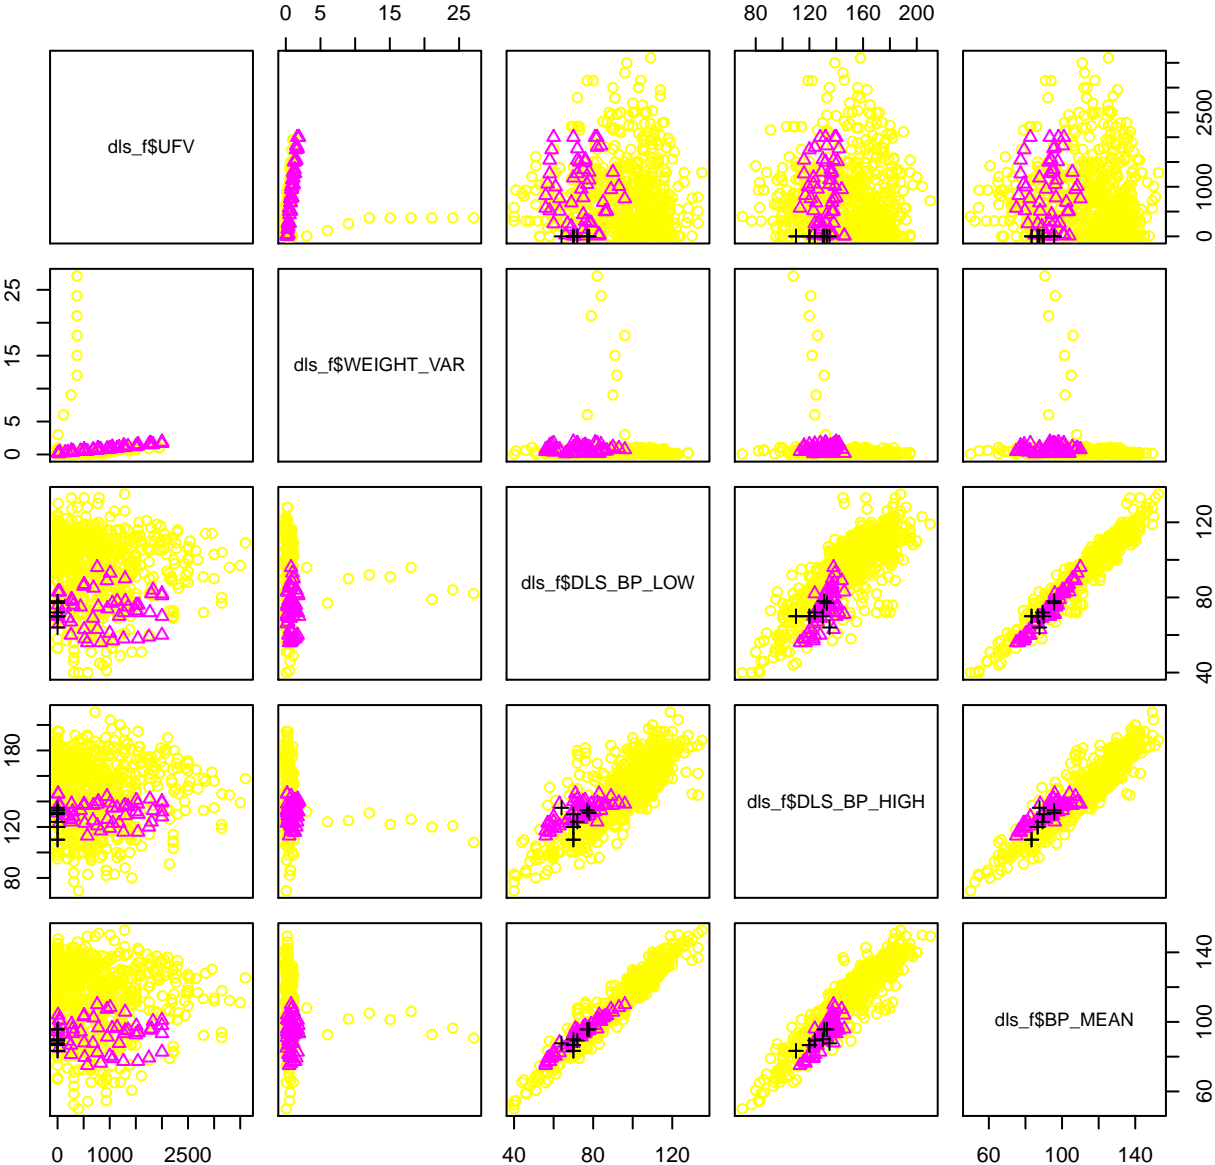 0 5 15 25
80 120 160 200
dls_f$UFV
0 1000 2500
0 5 15 25
dls_f$WEIGHT_VAR
dls_f$DLS_BP_LOW
40 80 120
80 120 180
dls_f$DLS_BP_HIGH
dls_f$BP_MEAN
60 100 140
0 1000 2500
40 80 120
60 100 140